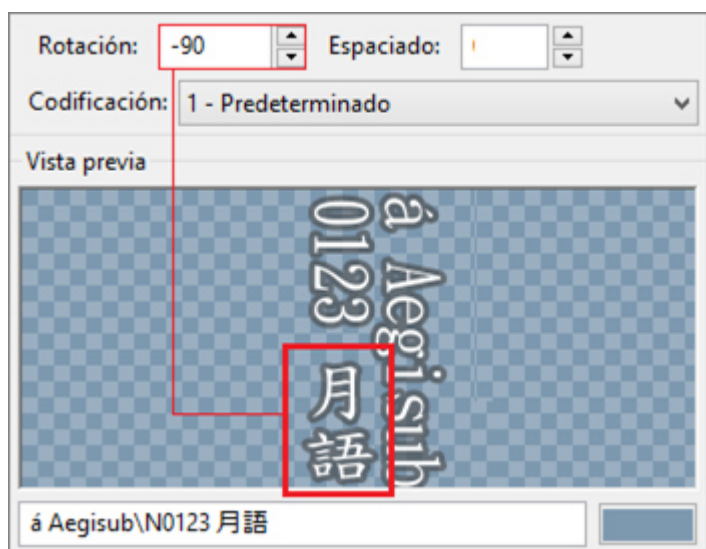 Rotación: -90 Espaciado:
Codificación: 1 - Predeterminado
Vista previa
á Aegisub
0123 月語
á Aegisub\N0123 月語